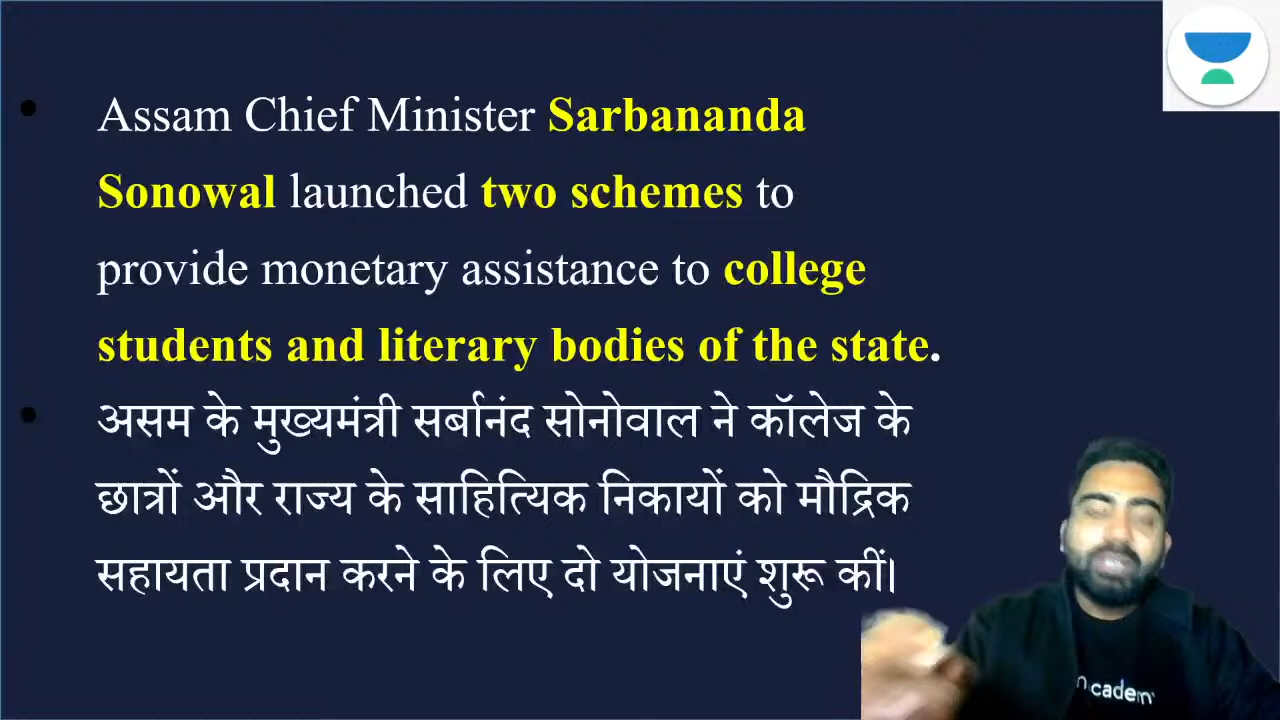 Assam Chief Minister Sarbananda
Sonowal launched two schemes to
provide monetary assistance to college
students and literary bodies of the state.
असम के मुख्यमंत्री सर्बानंद सोनोवाल ने कॉलेज के
छात्रों और राज्य के साहित्यिक निकायों को मौद्रिक
सहायता प्रदान करने के लिए दो योजनाएं शुरू कीं।